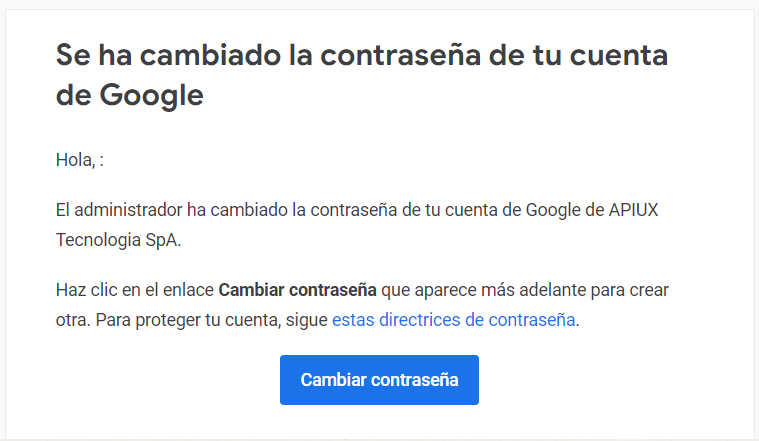 Se ha cambiado la contraseña de tu cuenta
de Google
Hola, :
El administrador ha cambiado la contraseña de tu cuenta de Google de APIUX
Tecnologia SpA.
Haz clic en el enlace Cambiar contraseña que aparece más adelante para crear
otra. Para proteger tu cuenta, sigue estas directrices de contraseña.
Cambiar contraseña